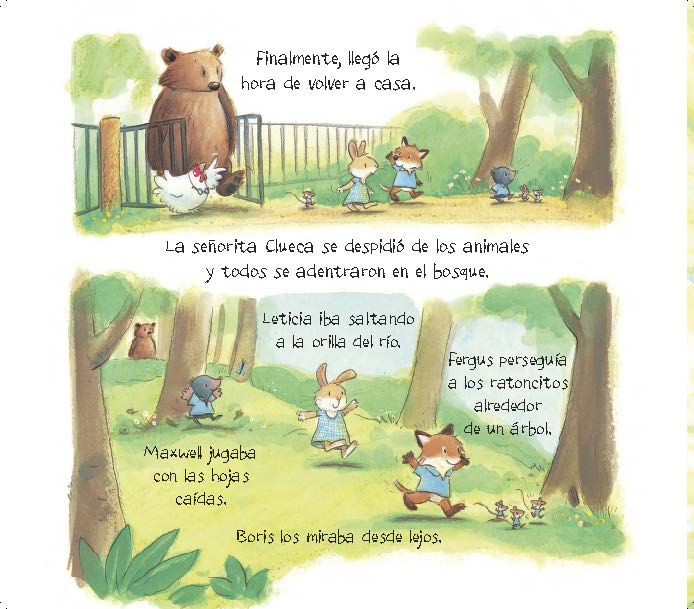 Finalmente, llegó la
hora de volver a casa.
La señorita Clueca se despidió de los animales
y todos se adentraron en el bosque.
Leticia iba saltando
a la orilla del río.
Fergus perseguía
a los ratoncitos
alrededor
de un árbol.
Maxwell jugaba
con las hojas
caídas.
Boris los miraba desde lejos.